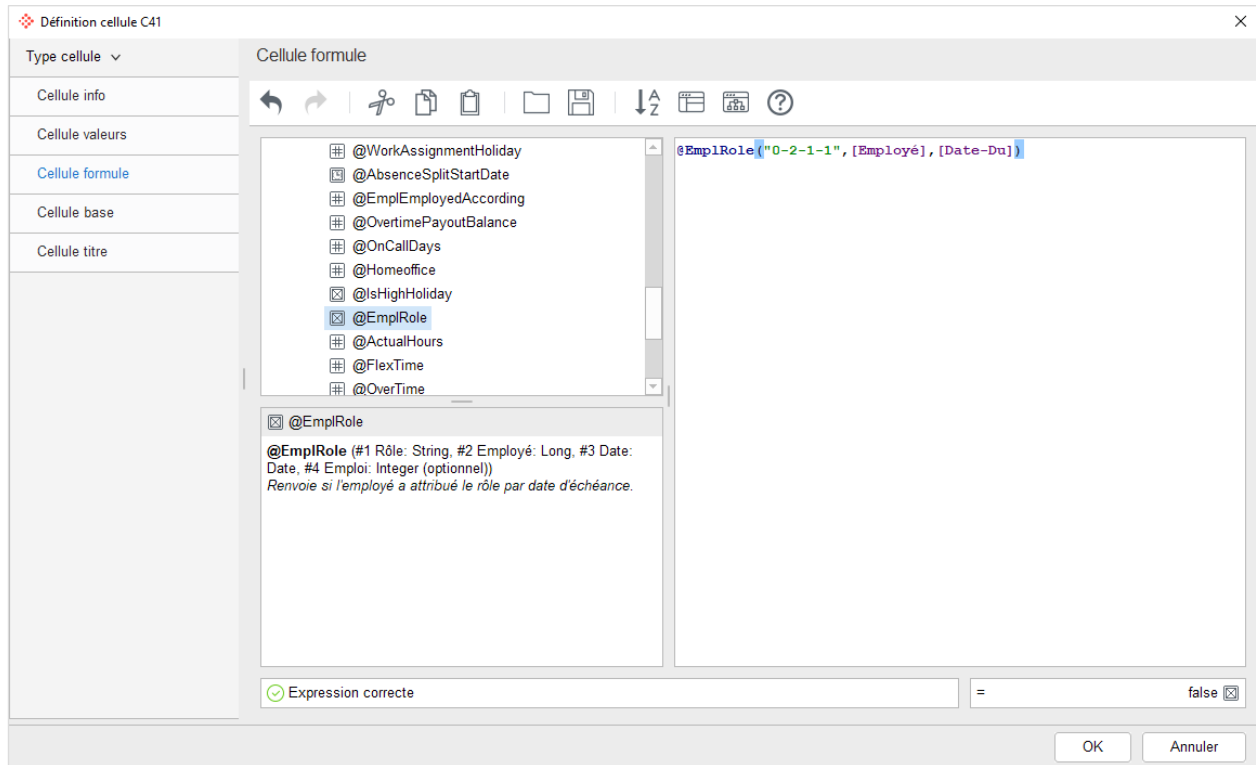 Définition cellule C41
Type cellule
Cellule info
Cellule valeurs
Cellule formule
Cellule base
Cellule titre
Cellule formule
@WorkAssignmentHoliday
@AbsenceSplitStartDate
@EmplEmployedAccording
@OvertimePayoutBalance
@OnCallDays
@Homeoffice
@IsHighHoliday
@EmplRole
@ActualHours
@FlexTime
@OverTime
@EmplRole
@EmplRole (#1 Rôle: String, #2 Employé: Long, #3 Date:
Date, #4 Emploi: Integer (optionnel))
Renvoie si l'employé a attribué le rôle par date d'échéance.
@EmplRole("0-2-1-1",[Employé],[Date-Du])
Expression correcte
= false
OK Annuler